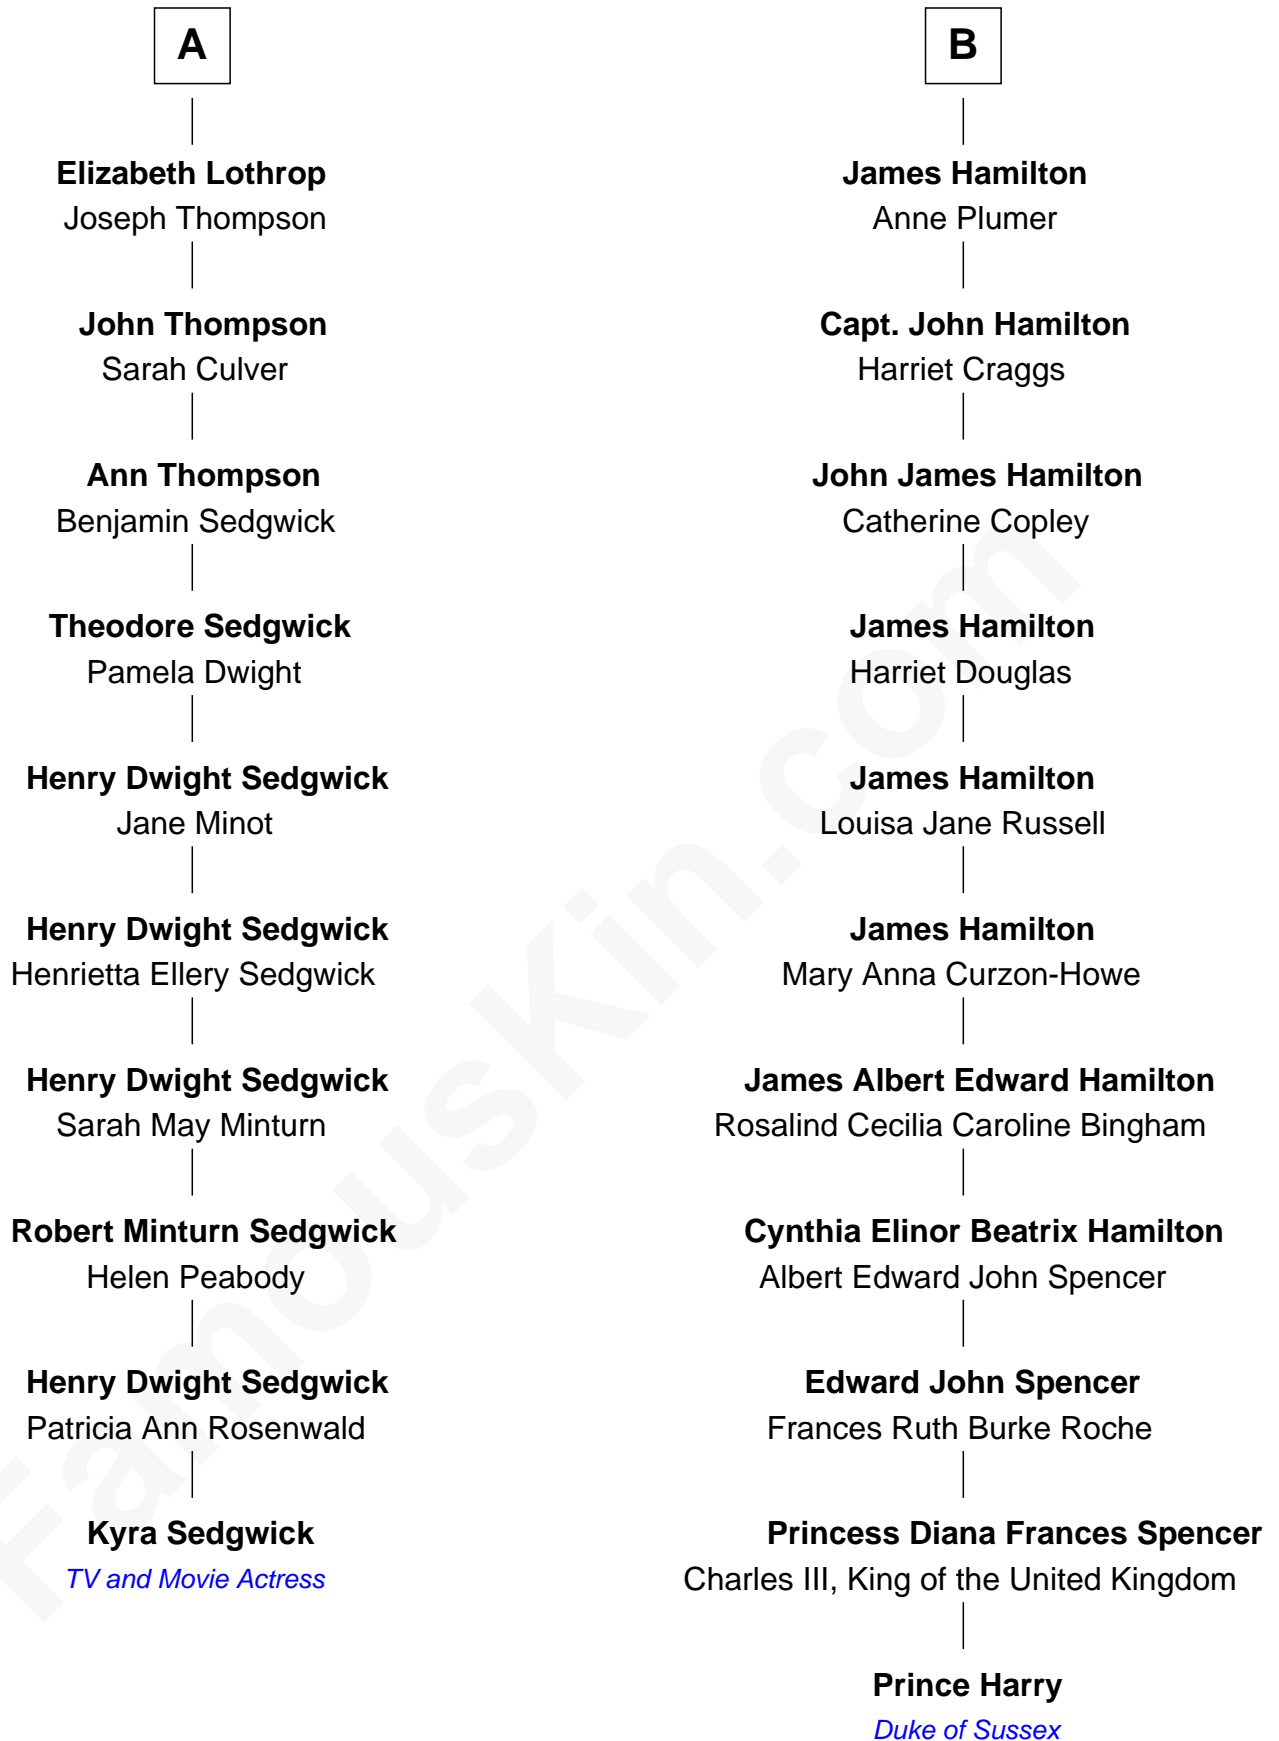 A
Elizabeth Lothrop
Joseph Thompson
John Thompson
Sarah Culver
Ann Thompson
Benjamin Sedgwick
Theodore Sedgwick
Pamela Dwight
Henry Dwight Sedgwick
Jane Minot
Henry Dwight Sedgwick
Henrietta Ellery Sedgwick
Henry Dwight Sedgwick
Sarah May Minturn
Robert Minturn Sedgwick
Helen Peabody
Henry Dwight Sedgwick
Patricia Ann Rosenwald
Kyra Sedgwick
TV and Movie Actress
B
James Hamilton
Anne Plumer
Capt. John Hamilton
Harriet Craggs
John James Hamilton
Catherine Copley
James Hamilton
Harriet Douglas
James Hamilton
Louisa Jane Russell
James Hamilton
Mary Anna Curzon-Howe
James Albert Edward Hamilton
Rosalind Cecilia Caroline Bingham
Cynthia Elinor Beatrix Hamilton
Albert Edward John Spencer
Edward John Spencer
Frances Ruth Burke Roche
Princess Diana Frances Spencer
Charles III, King of the United Kingdom
Prince Harry
Duke of Sussex
FamousKin.com